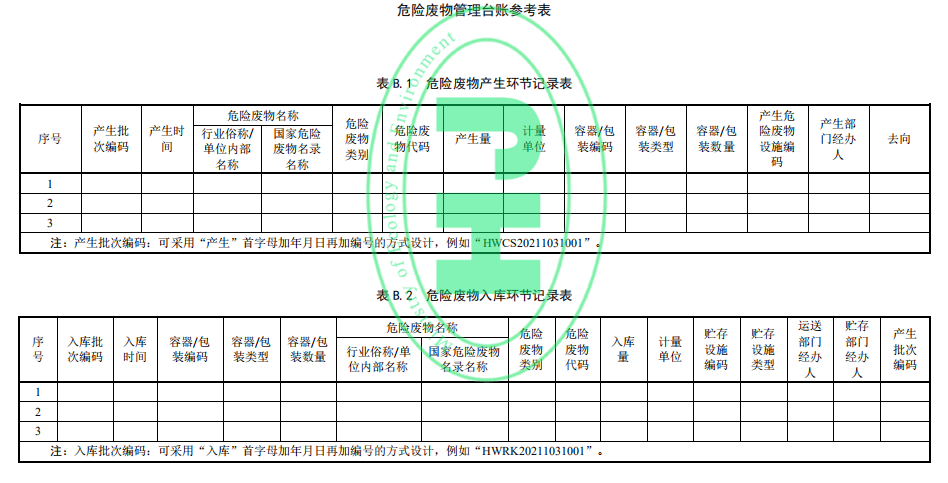 危险废物管理台账参考表
表 B.1 危险废物产生环节记录表
序号
产生批
次编码
产生时
间
危险废物名称
行业俗称/
单位内部
名称
国家危险
废物名录
名称
危险
废物
类别
危险废
物代码
产生量
计量
单位
容器/包
装编码
容器/包
装类型
容器/包
装数量
产生危
险废物
设施编
码
产生部
门经办
人
去向
1
2
3
注：产生批次编码：可采用“产生”首字母加年月日再加编号的方式设计，例如“HWCS20211031001”。
表 B.2 危险废物入库环节记录表
序
号
入库批
次编码
入库
时间
容器/包
装编码
容器/包
装类型
容器/包
装数量
危险废物名称
行业俗称/单
位内部名称
国家危险废物
名录名称
危险
废物
类别
危险
废物
代码
入库
量
计量
单位
贮存
设施
编码
贮存
设施
类型
运送
部门
经办
人
贮存
部门
经办
人
产生
批次
编码
1
2
3
注：入库批次编码：可采用“入库”首字母加年月日再加编号的方式设计，例如“HWRK20211031001”。
Ministry of Ecology and Environment